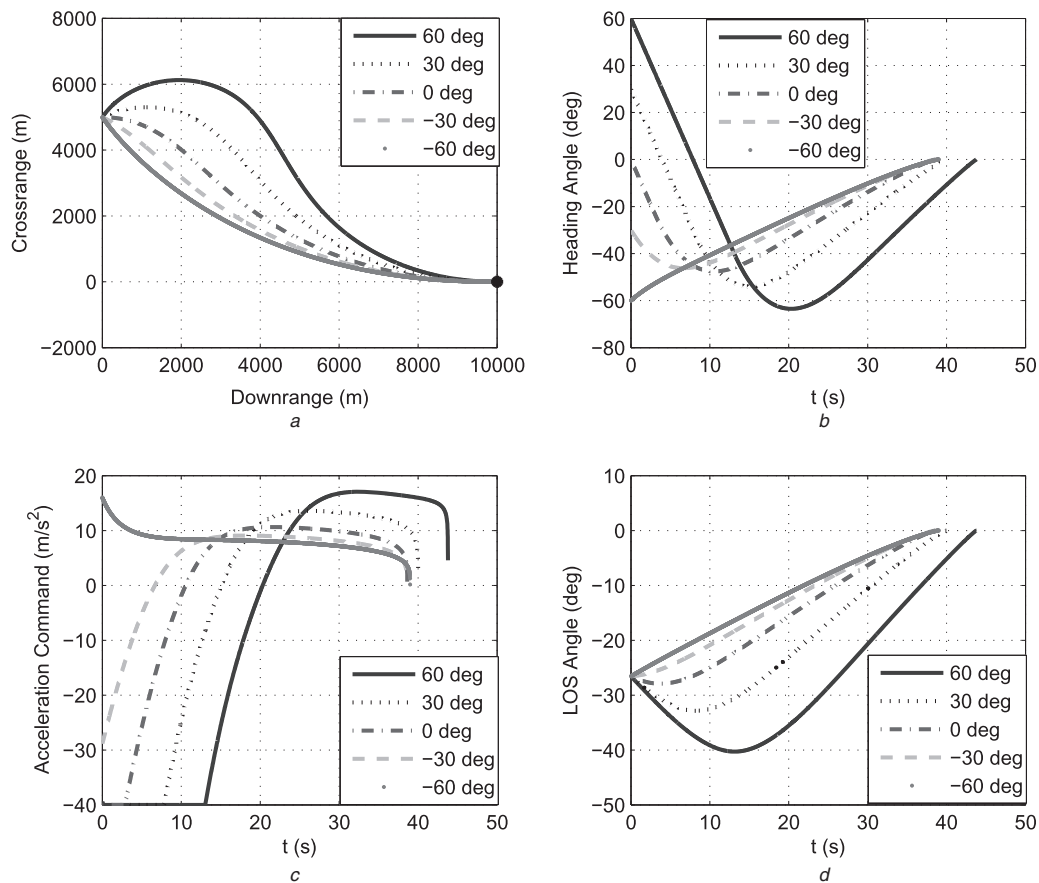 8000
6000
4000
2000
0
−2000
0 2000 4000 6000 8000 10000
Crossrange (m)
Downrange (m)
60 deg
30 deg
0 deg
−30 deg
−60 deg
a
60
40
20
0
−20
−40
−60
−80
0 10 20 30 40 50
Heading Angle (deg)
t (s)
60 deg
30 deg
0 deg
−30 deg
−60 deg
b
20
10
0
−10
−20
−30
−40
0 10 20 30 40 50
Acceleration Command (m/s²)
t (s)
60 deg
30 deg
0 deg
−30 deg
−60 deg
c
10
0
−10
−20
−30
−40
−50
0 10 20 30 40 50
LOS Angle (deg)
t (s)
60 deg
30 deg
0 deg
−30 deg
−60 deg
d